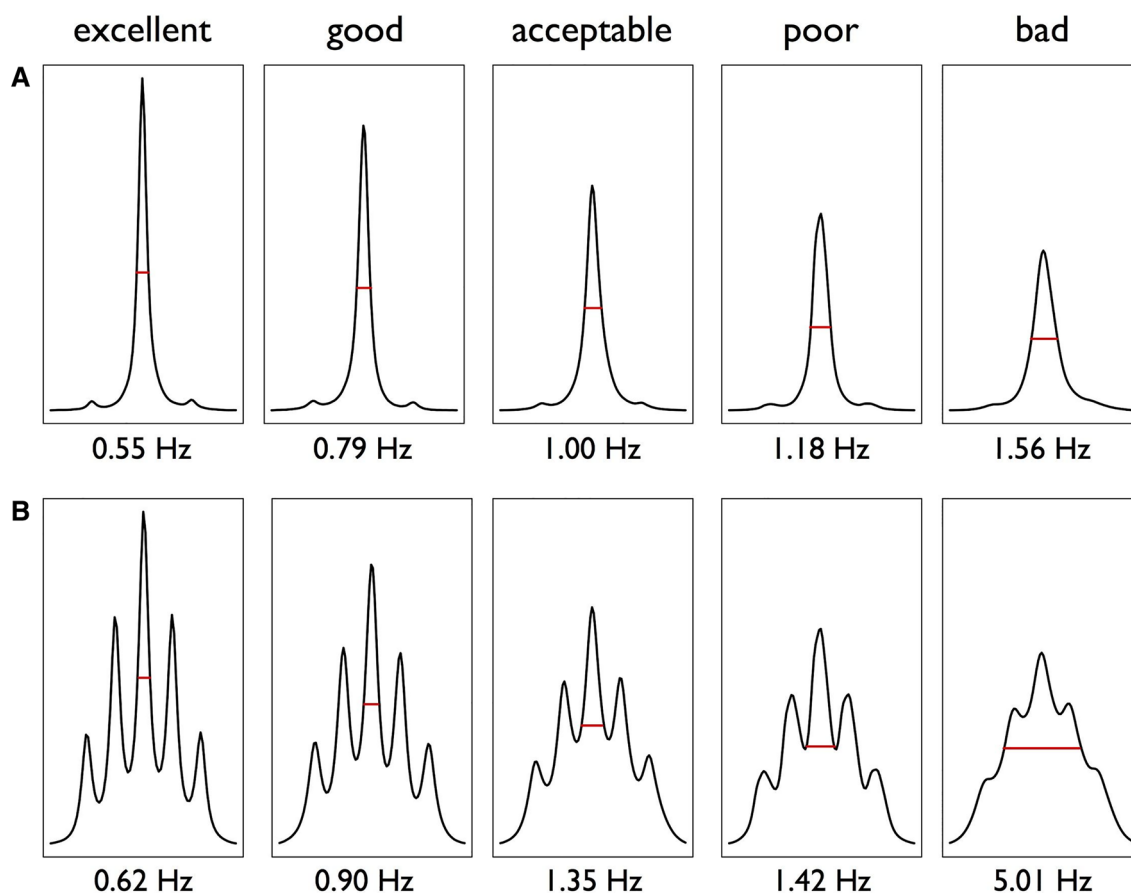 excellent good acceptable poor bad
A
0.55 Hz 0.79 Hz 1.00 Hz 1.18 Hz 1.56 Hz
B
0.62 Hz 0.90 Hz 1.35 Hz 1.42 Hz 5.01 Hz